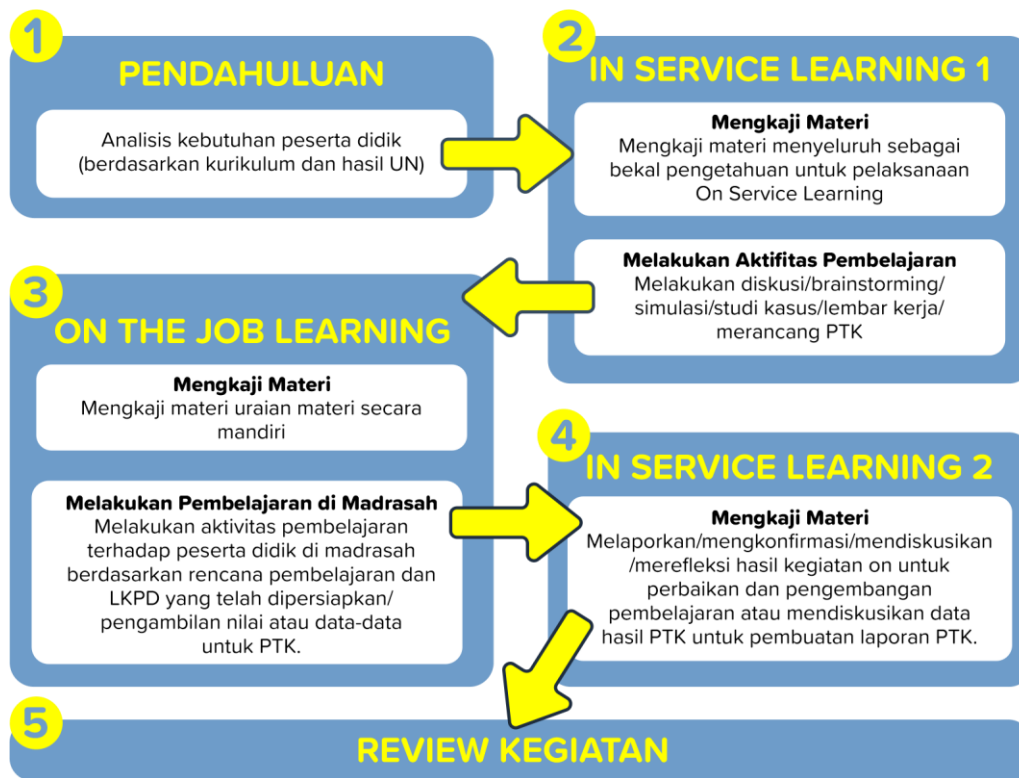 1
PENDAHULUAN
Analisis kebutuhan peserta didik
(berdasarkan kurikulum dan hasil UN)
2
IN SERVICE LEARNING 1
Mengkaji Materi
Mengkaji materi menyeluruh sebagai
bekal pengetahuan untuk pelaksanaan
On Service Learning
Melakukan Aktifitas Pembelajaran
Melakukan diskusi/brainstorming/
simulasi/studi kasus/lembar kerja/
merancang PTK
3
ON THE JOB LEARNING
Mengkaji Materi
Mengkaji materi uraian materi secara
mandiri
Melakukan Pembelajaran di Madrasah
Melakukan aktivitas pembelajaran
terhadap peserta didik di madrasah
berdasarkan rencana pembelajaran dan
LKPD yang telah dipersiapkan/
pengambilan nilai atau data-data
untuk PTK.
4
IN SERVICE LEARNING 2
Mengkaji Materi
Melaporkan/mengkonfirmasi/mendiskusikan
/merefleksi hasil kegiatan on untuk
perbaikan dan pengembangan
pembelajaran atau mendiskusikan data
hasil PTK untuk pembuatan laporan PTK.
5
REVIEW KEGIATAN